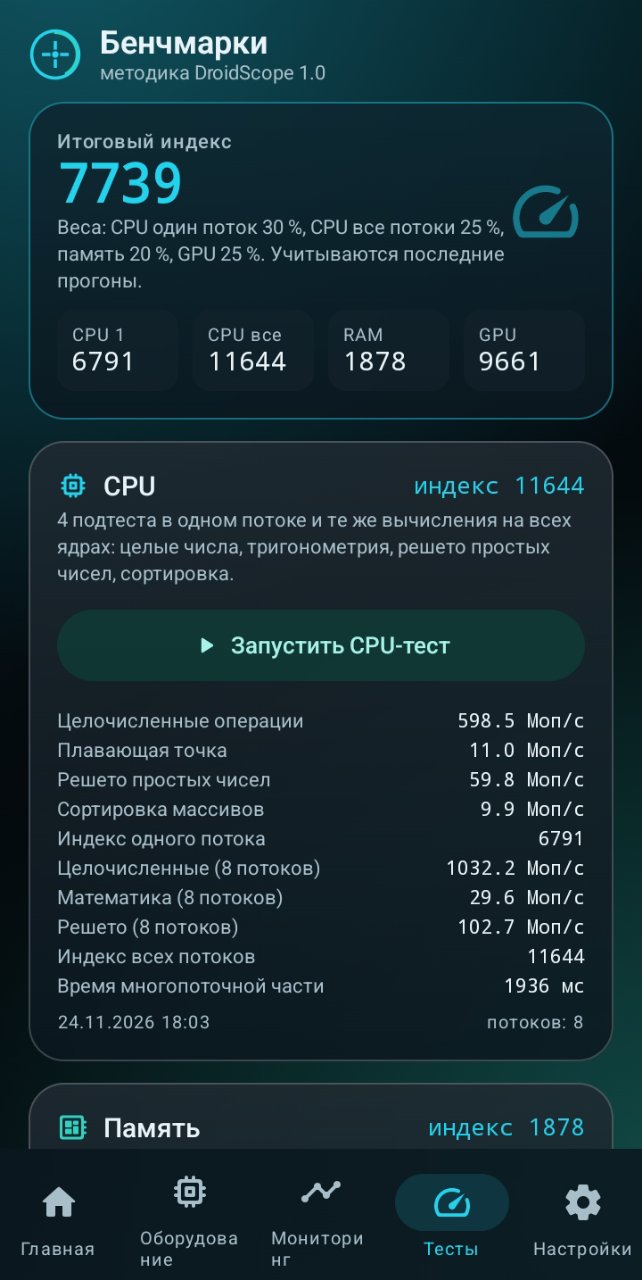 Бенчмарки
методика DroidScope 1.0
Итоговый индекс
7739
Веса: CPU один поток 30 %, CPU все потоки 25 %,
память 20 %, GPU 25 %. Учитываются последние
прогоны.
CPU 1 CPU все RAM GPU
6791 11644 1878 9661
CPU индекс 11644
4 подтеста в одном потоке и те же вычисления на всех
ядрах: целые числа, тригонометрия, решето простых
чисел, сортировка.
Запустить CPU-тест
Целочисленные операции 598.5 Моп/с
Плавающая точка 11.0 Моп/с
Решето простых чисел 59.8 Моп/с
Сортировка массивов 9.9 Моп/с
Индекс одного потока 6791
Целочисленные (8 потоков) 1032.2 Моп/с
Математика (8 потоков) 29.6 Моп/с
Решето (8 потоков) 102.7 Моп/с
Индекс всех потоков 11644
Время многопоточной части 1936 мс
24.11.2026 18:03 потоков: 8
Память индекс 1878
Главная Оборудова Мониторинг Тесты Настройки
ние нг